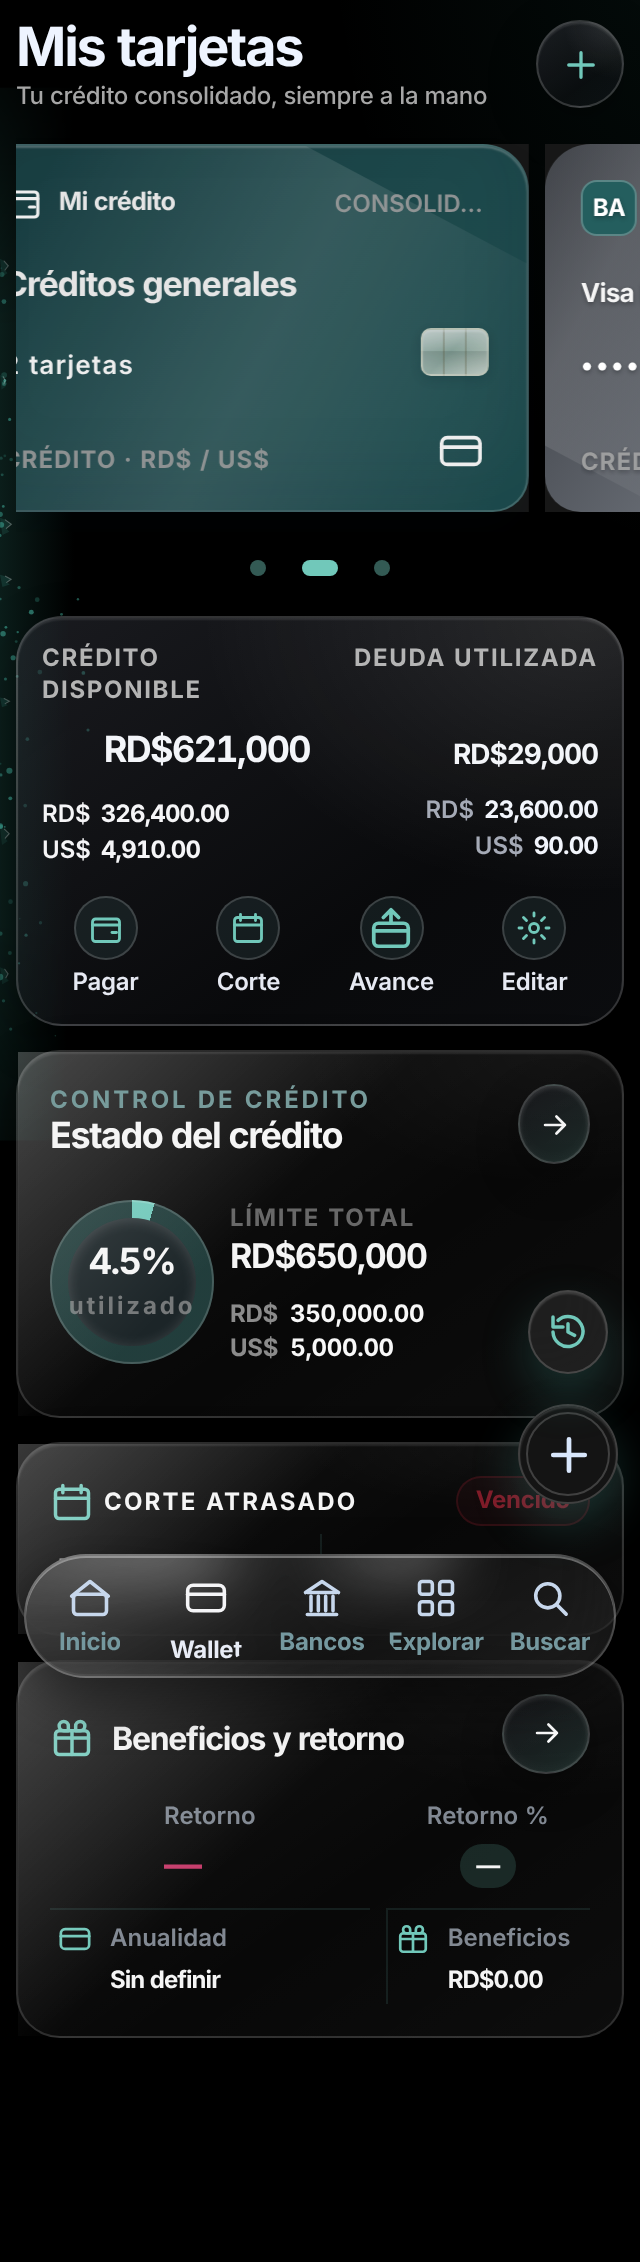 Mis tarjetas
Tu crédito consolidado, siempre a la mano
Mi crédito
CONSOLID...
BA
Créditos generales
Visa
2 tarjetas
••••
CRÉDITO · RD$ / US$
CRÉD
CRÉDITO
DISPONIBLE
DEUDA UTILIZADA
RD$621,000
RD$29,000
RD$ 326,400.00
RD$ 23,600.00
US$ 4,910.00
US$ 90.00
Pagar
Corte
Avance
Editar
CONTROL DE CRÉDITO
Estado del crédito
4.5%
utilizado
LÍMITE TOTAL
RD$650,000
RD$ 350,000.00
US$ 5,000.00
CORTE ATRASADO
Vencido
Inicio
Wallet
Bancos
Explorar
Buscar
Beneficios y retorno
Retorno
Retorno %
—
—
Anualidad
Sin definir
Beneficios
RD$0.00